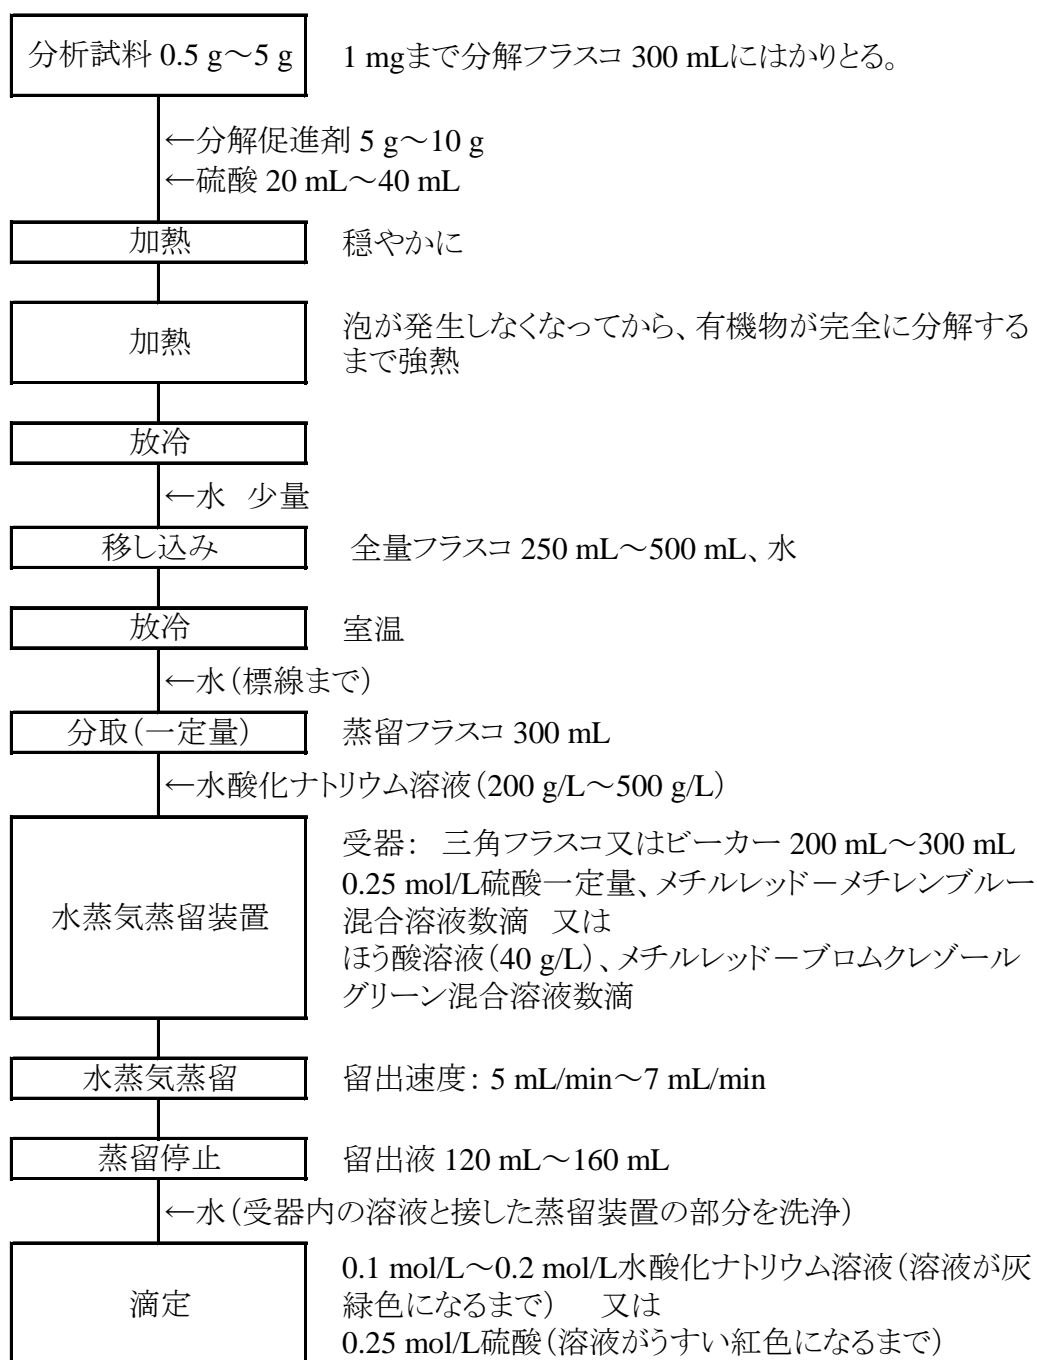 分析試料 0.5 g～5 g
1 mgまで分解フラスコ 300 mLにはかりとる。
←分解促進剤 5 g～10 g
←硫酸 20 mL～40 mL
加熱
穏やかに
加熱
泡が発生しなくなってから、有機物が完全に分解する
まで強熱
放冷
←水 少量
移し込み
全量フラスコ 250 mL～500 mL、水
放冷
室温
←水（標線まで）
分取（一定量）
蒸留フラスコ 300 mL
←水酸化ナトリウム溶液（200 g/L～500 g/L）
水蒸気蒸留装置
受器： 三角フラスコ又はビーカー 200 mL～300 mL
0.25 mol/L硫酸一定量、メチルレッド－メチレンブルー
混合溶液数滴 又は
ほう酸溶液（40 g/L）、メチルレッド－ブロムクレゾール
グリーン混合溶液数滴
水蒸気蒸留
留出速度： 5 mL/min～7 mL/min
蒸留停止
留出液 120 mL～160 mL
←水（受器内の溶液と接した蒸留装置の部分を洗浄）
滴定
0.1 mol/L～0.2 mol/L水酸化ナトリウム溶液（溶液が灰
緑色になるまで） 又は
0.25 mol/L硫酸（溶液がうすい紅色になるまで）